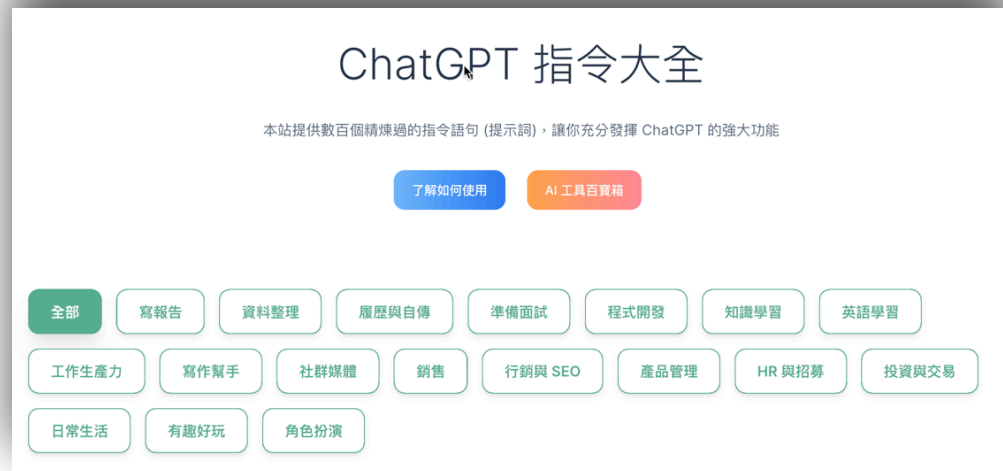 ChatGPT 指令大全
本站提供數百個精煉過的指令語句 (提示詞)，讓你充分發揮 ChatGPT 的強大功能
了解如何使用 AI 工具百寶箱
全部 寫報告 資料整理 履歷與自傳 準備面試 程式開發 知識學習 英語學習
工作生產力 寫作幫手 社群媒體 銷售 行銷與 SEO 產品管理 HR 與招募 投資與交易
日常生活 有趣好玩 角色扮演